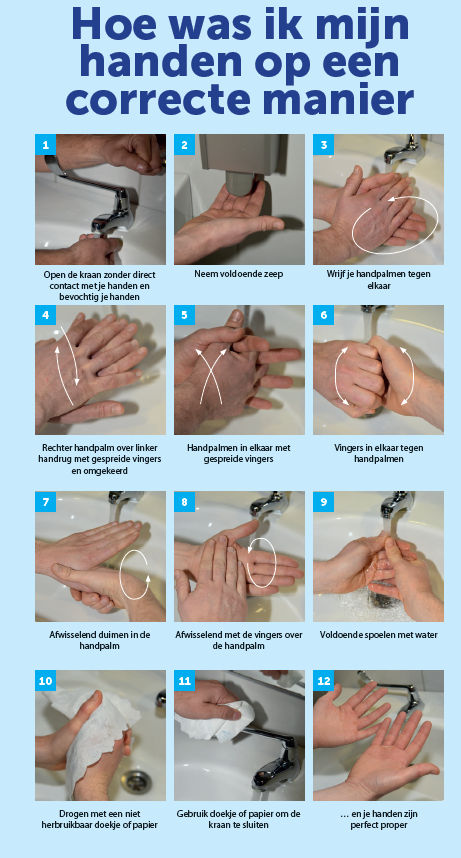 Hoe was ik mijn
handen op een
correcte manier
1
2
3
Open de kraan zonder direct
contact met je handen en
bevochtig je handen
Neem voldoende zeep
Wrijf je handpalmen tegen
elkaar
4
5
6
Rechter handpalm over linker
handrug met gespreide vingers
en omgekeerd
Handpalmen in elkaar met
gespreide vingers
Vingers in elkaar tegen
handpalmen
7
8
9
Afwisselend duimen in de
handpalm
Afwisselend met de vingers over
de handpalm
Voldoende spoelen met water
10
11
12
Drogen met een niet
herbruikbaar doekje of papier
Gebruik doekje of papier om de
kraan te sluiten
… en je handen zijn
perfect proper